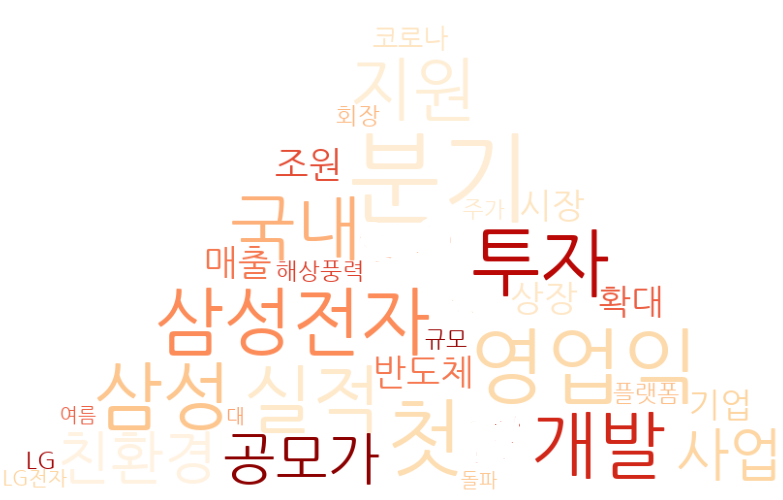 코로나
지원
회장
분기
조원
국내
주가
시장
투자
매출
해상풍력
삼성전자
상장
확대
규모
영업익
반도체
삼성
실적
플랫폼
기업
여름
대
첫
개발
사업
친환경
공모가
LG
LG전자
돌파